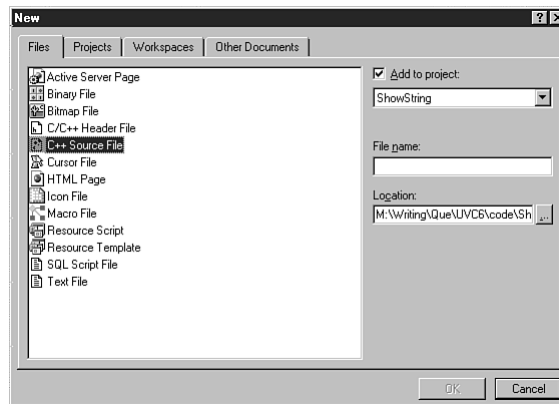 New
Files
Projects
Workspaces
Other Documents
Active Server Page
Binary File
Bitmap File
C/C++ Header File
C++ Source File
Cursor File
HTML Page
Icon File
Macro File
Resource Script
Resource Template
SQL Script File
Text File
Add to project:
ShowString
File name:
Location:
M:\Writing\Que\UVC6\code\Sh
...
OK
Cancel